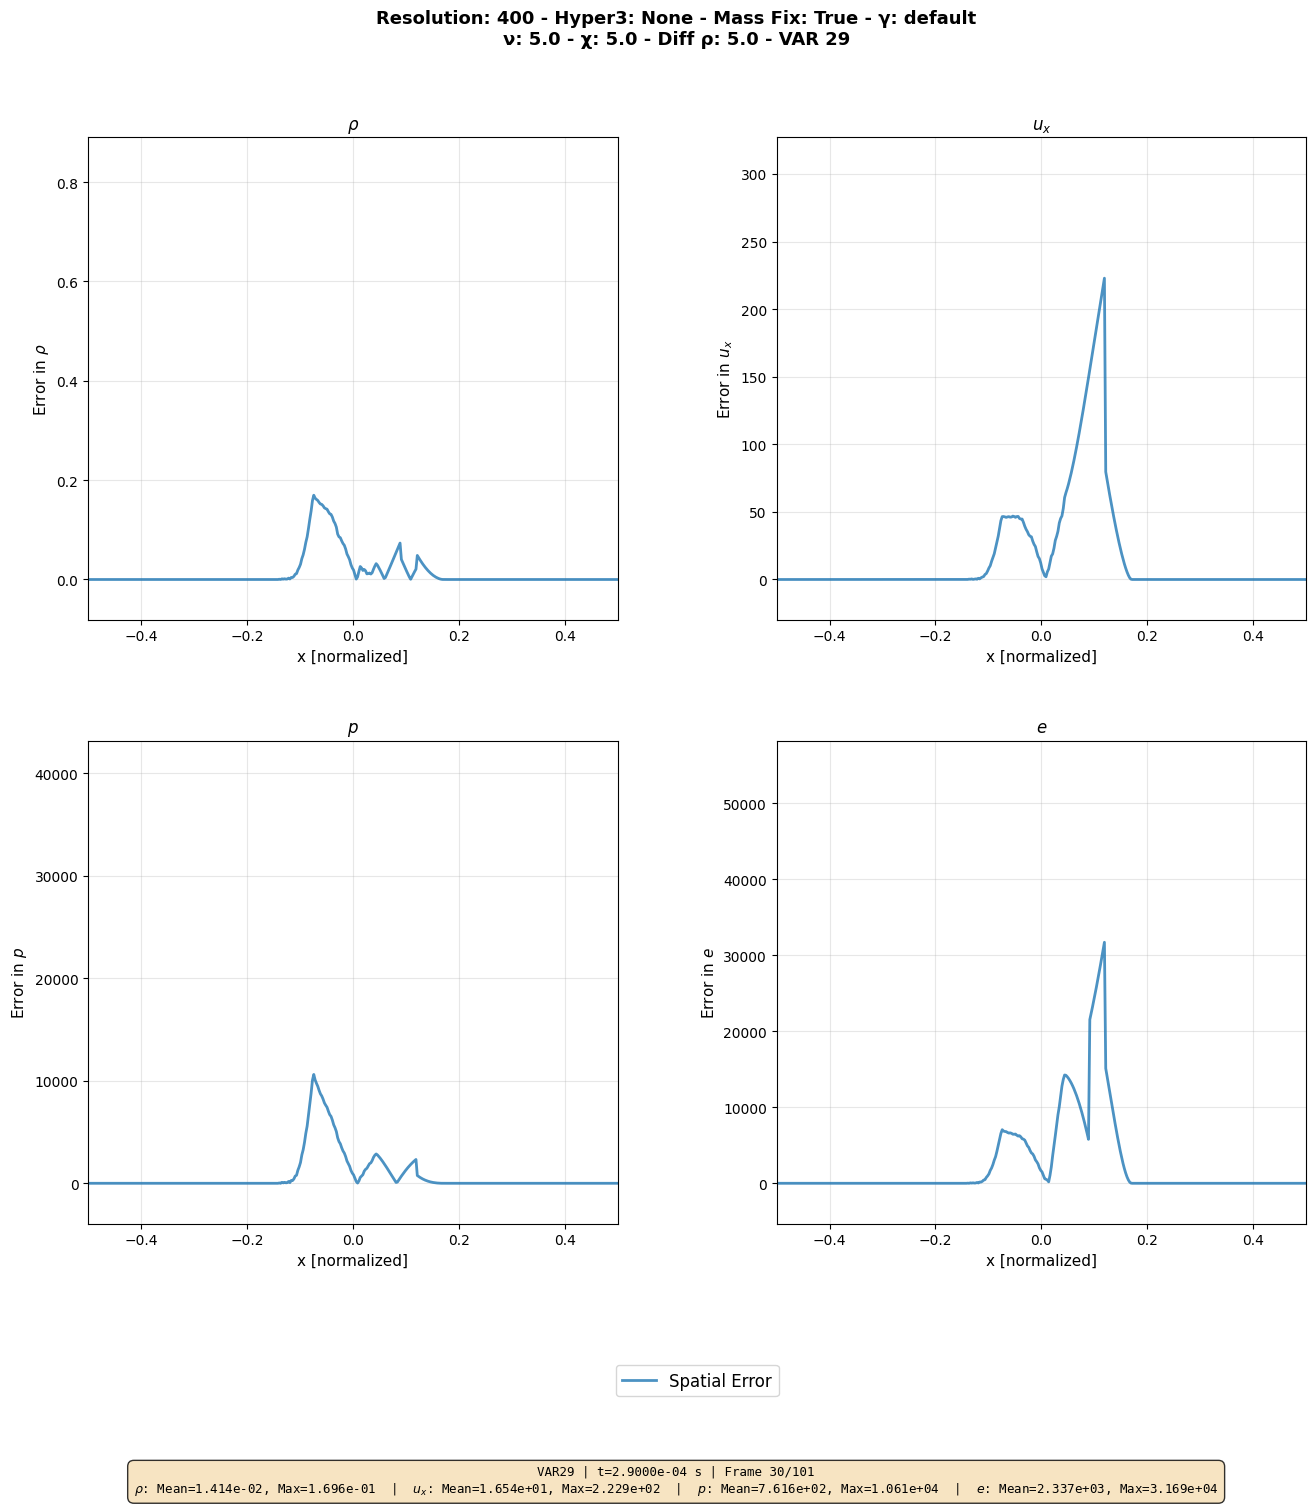 Resolution: 400 - Hyper3: None - Mass Fix: True - γ: default
ν: 5.0 - χ: 5.0 - Diff ρ: 5.0 - VAR 29
ρ
Error in ρ
0.8
0.6
0.4
0.2
0.0
−0.4 −0.2 0.0 0.2 0.4
x [normalized]
u_x
Error in u_x
300
250
200
150
100
50
0
−0.4 −0.2 0.0 0.2 0.4
x [normalized]
p
Error in p
40000
30000
20000
10000
0
−0.4 −0.2 0.0 0.2 0.4
x [normalized]
e
Error in e
50000
40000
30000
20000
10000
0
−0.4 −0.2 0.0 0.2 0.4
x [normalized]
Spatial Error
VAR29 | t=2.9000e-04 s | Frame 30/101
ρ: Mean=1.414e-02, Max=1.696e-01 | u_x: Mean=1.654e+01, Max=2.229e+02 | p: Mean=7.616e+02, Max=1.061e+04 | e: Mean=2.337e+03, Max=3.169e+04